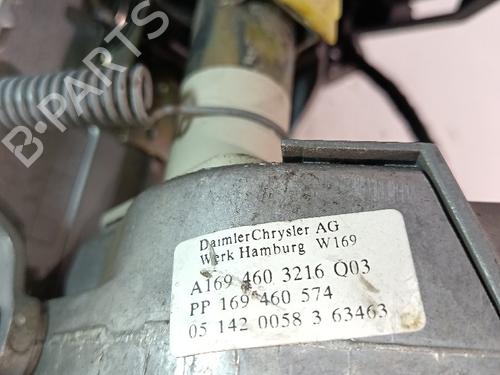 B-PARTS
DaimlerChrysler AG
Werk Hamburg W169
A169 460 3216 Q03
PP 169 460 574
05 142 0058 3 63463